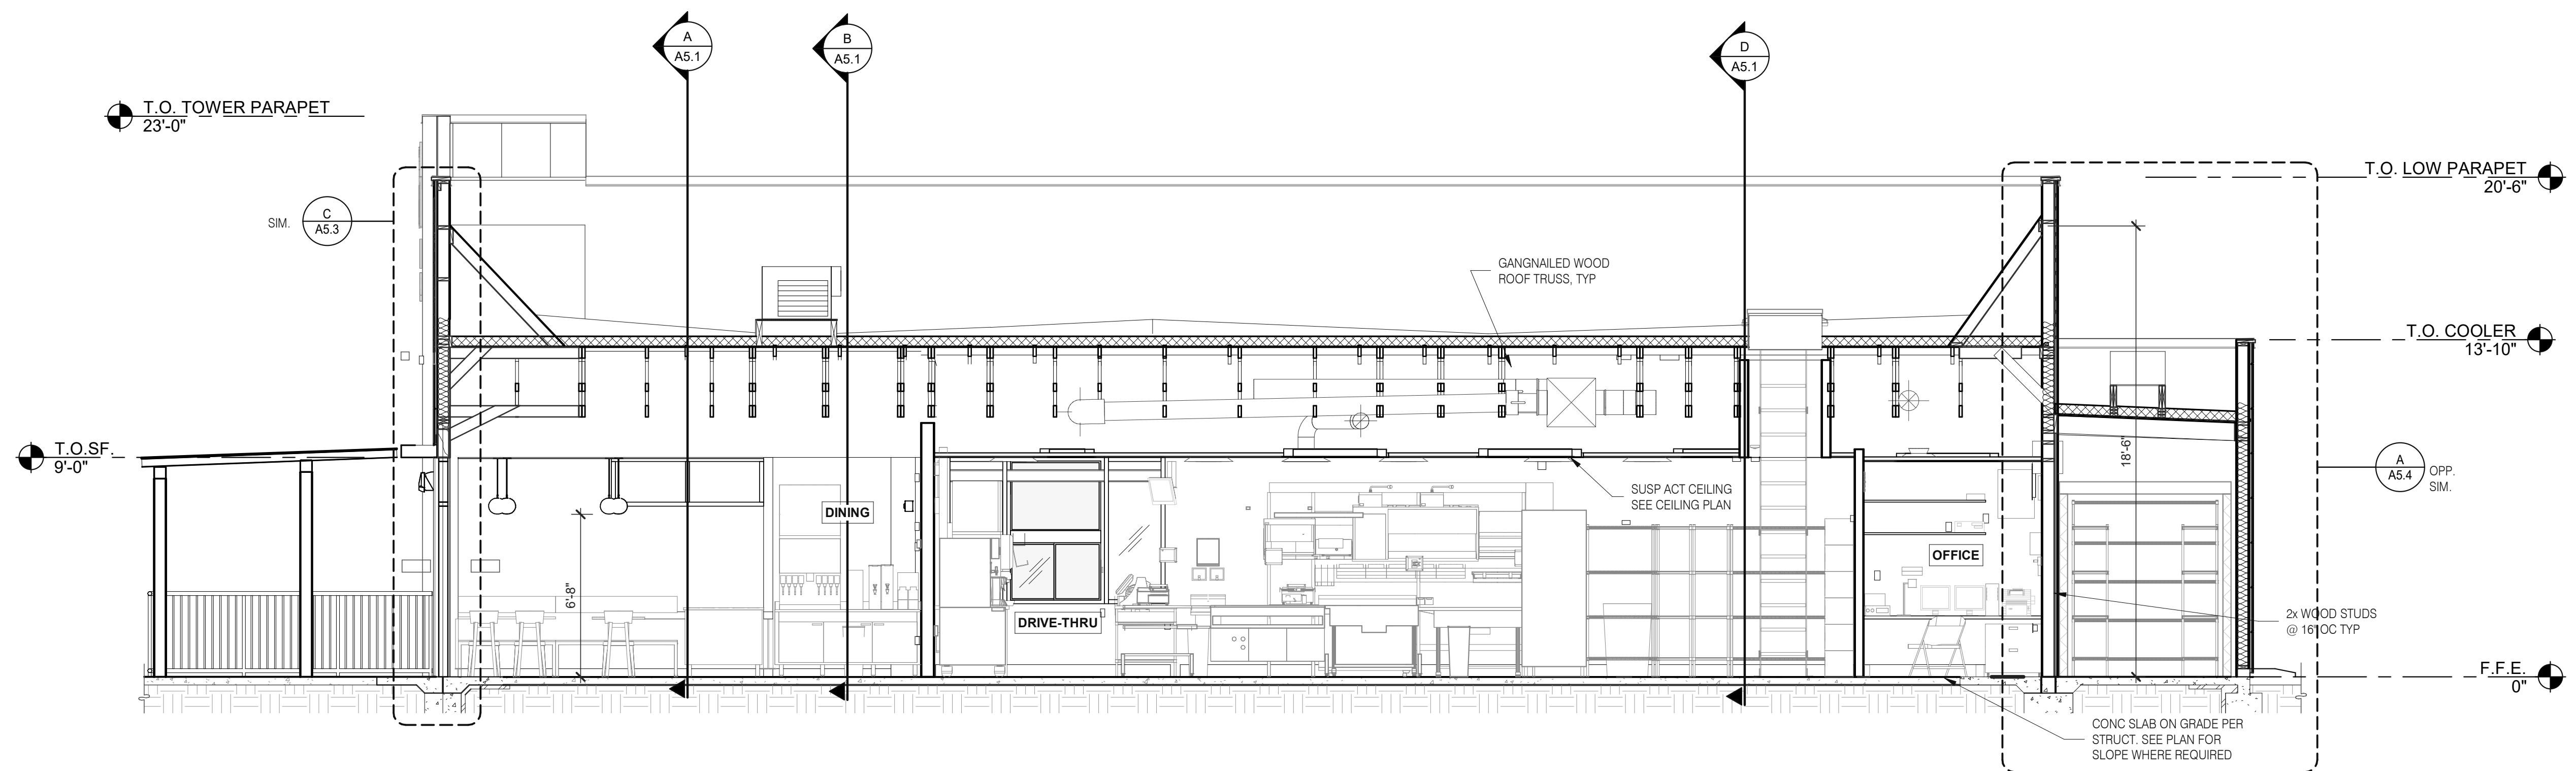 A
A5.1
B
A5.1
D
A5.1
T.O. TOWER PARAPET
23'-0"
T.O. LOW PARAPET
20'-6"
SIM.
C
A5.3
GANGNAILED WOOD
ROOF TRUSS, TYP
T.O. COOLER
13'-10"
T.O.SF.
9'-0"
18'-6"
A
A5.4
OPP.
SIM.
SUSP ACT CEILING
SEE CEILING PLAN
DINING
OFFICE
6'-8"
DRIVE-THRU
2x WOOD STUDS
@ 16" OC TYP
F.F.E.
0"
CONC SLAB ON GRADE PER
STRUCT. SEE PLAN FOR
SLOPE WHERE REQUIRED